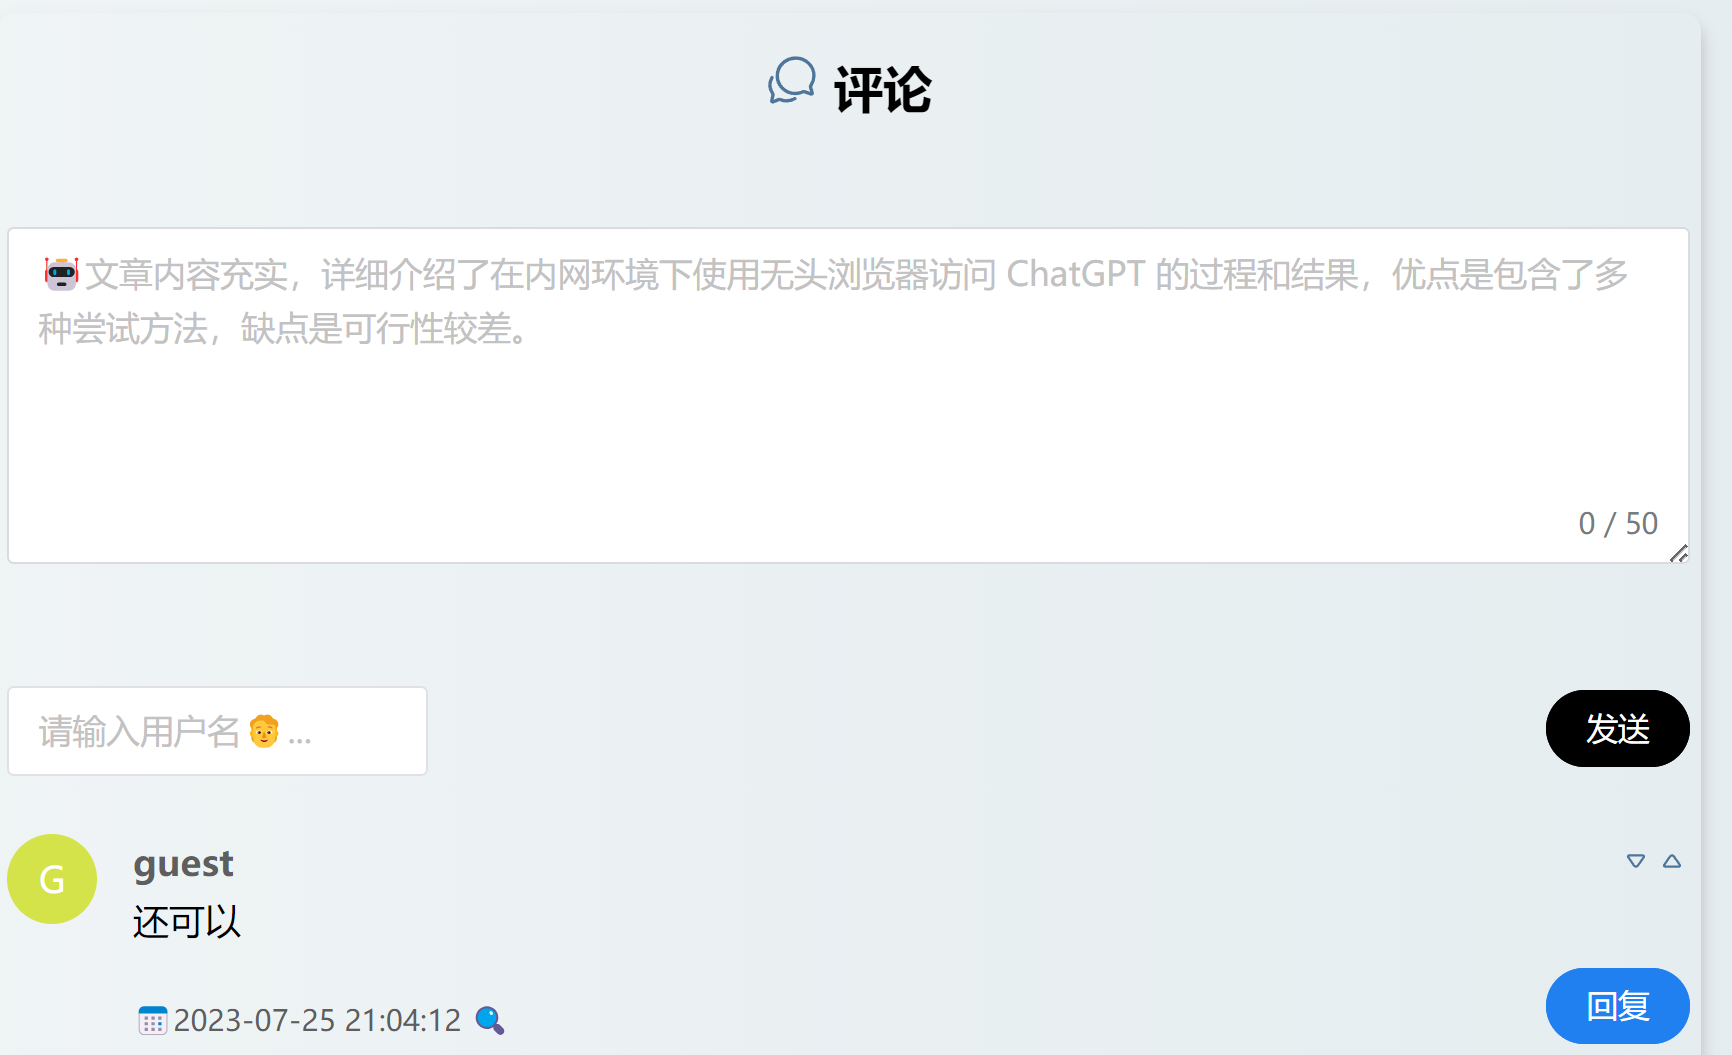 评论
🤖文章内容充实，详细介绍了在内网环境下使用无头浏览器访问 ChatGPT 的过程和结果，优点是包含了多
种尝试方法，缺点是可行性较差。
0 / 50
请输入用户名🧑...
发送
G
guest
还可以
2023-07-25 21:04:12
回复